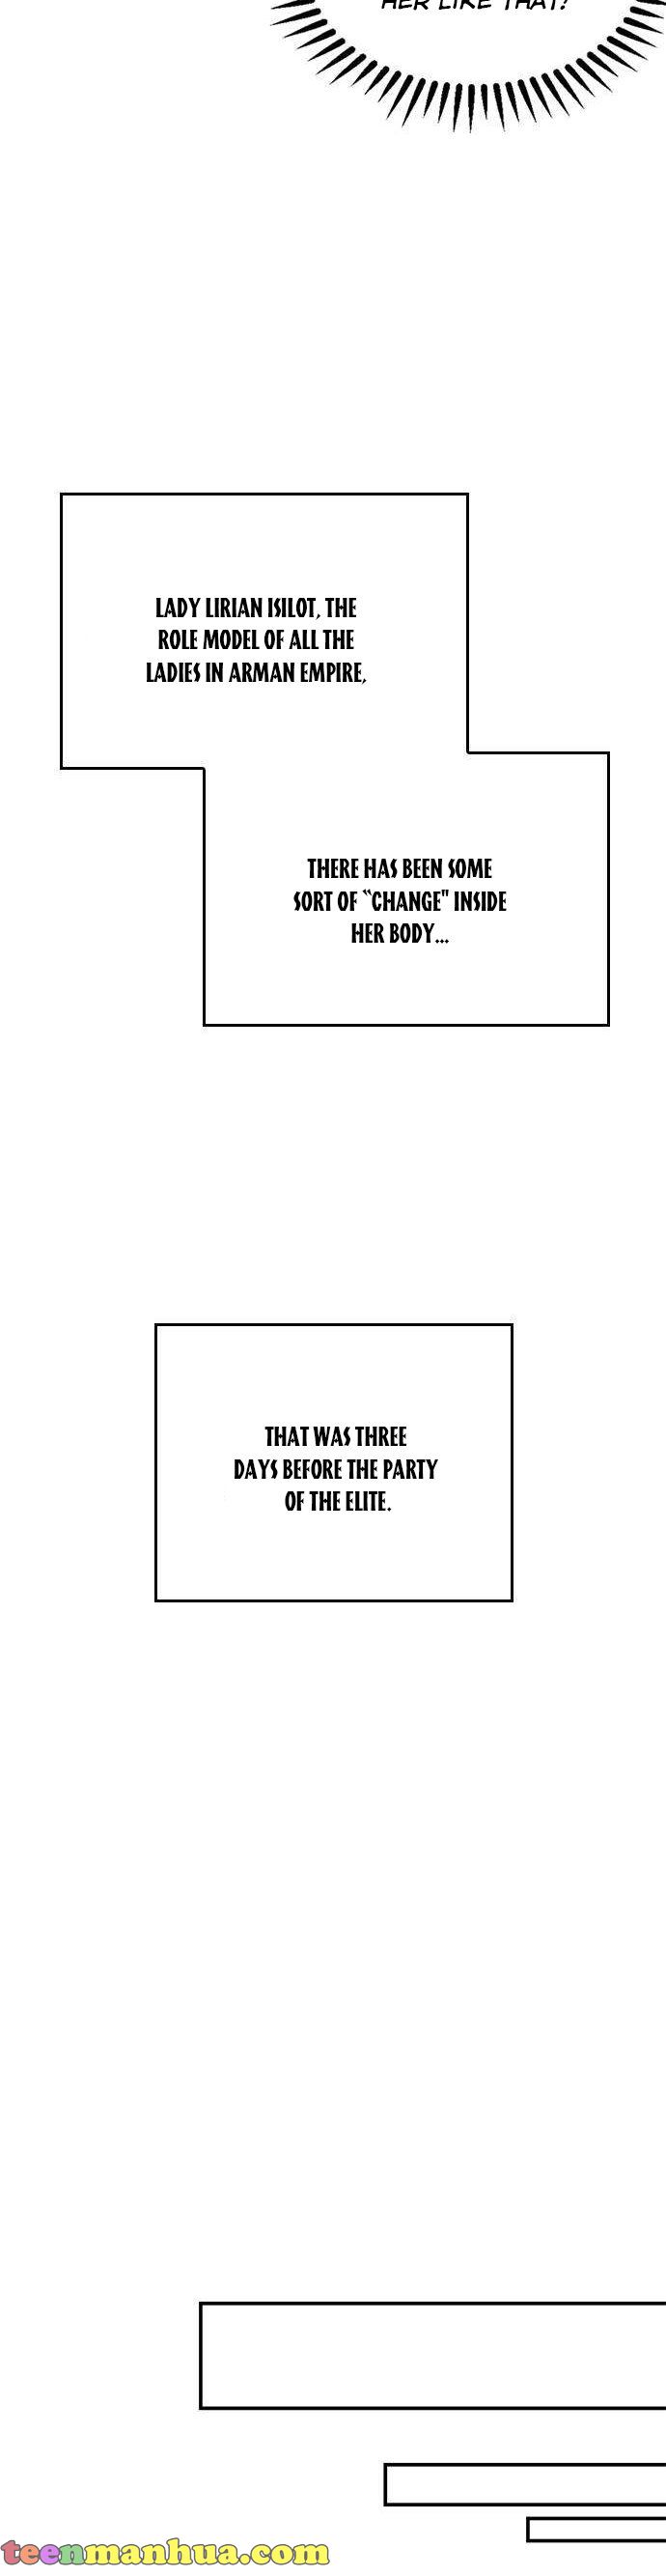 HER LIKE THAT?
LADY LIRIAN ISILOT, THE
ROLE MODEL OF ALL THE
LADIES IN ARMAN EMPIRE,
THERE HAS BEEN SOME
SORT OF “CHANGE" INSIDE
HER BODY...
THAT WAS THREE
DAYS BEFORE THE PARTY
OF THE ELITE.
teenmanhua.com